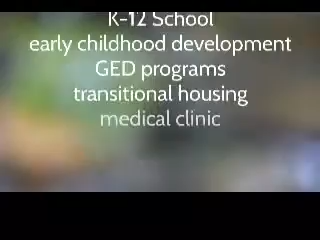 K-12 School
early childhood development
GED programs
transitional housing
medical clinic